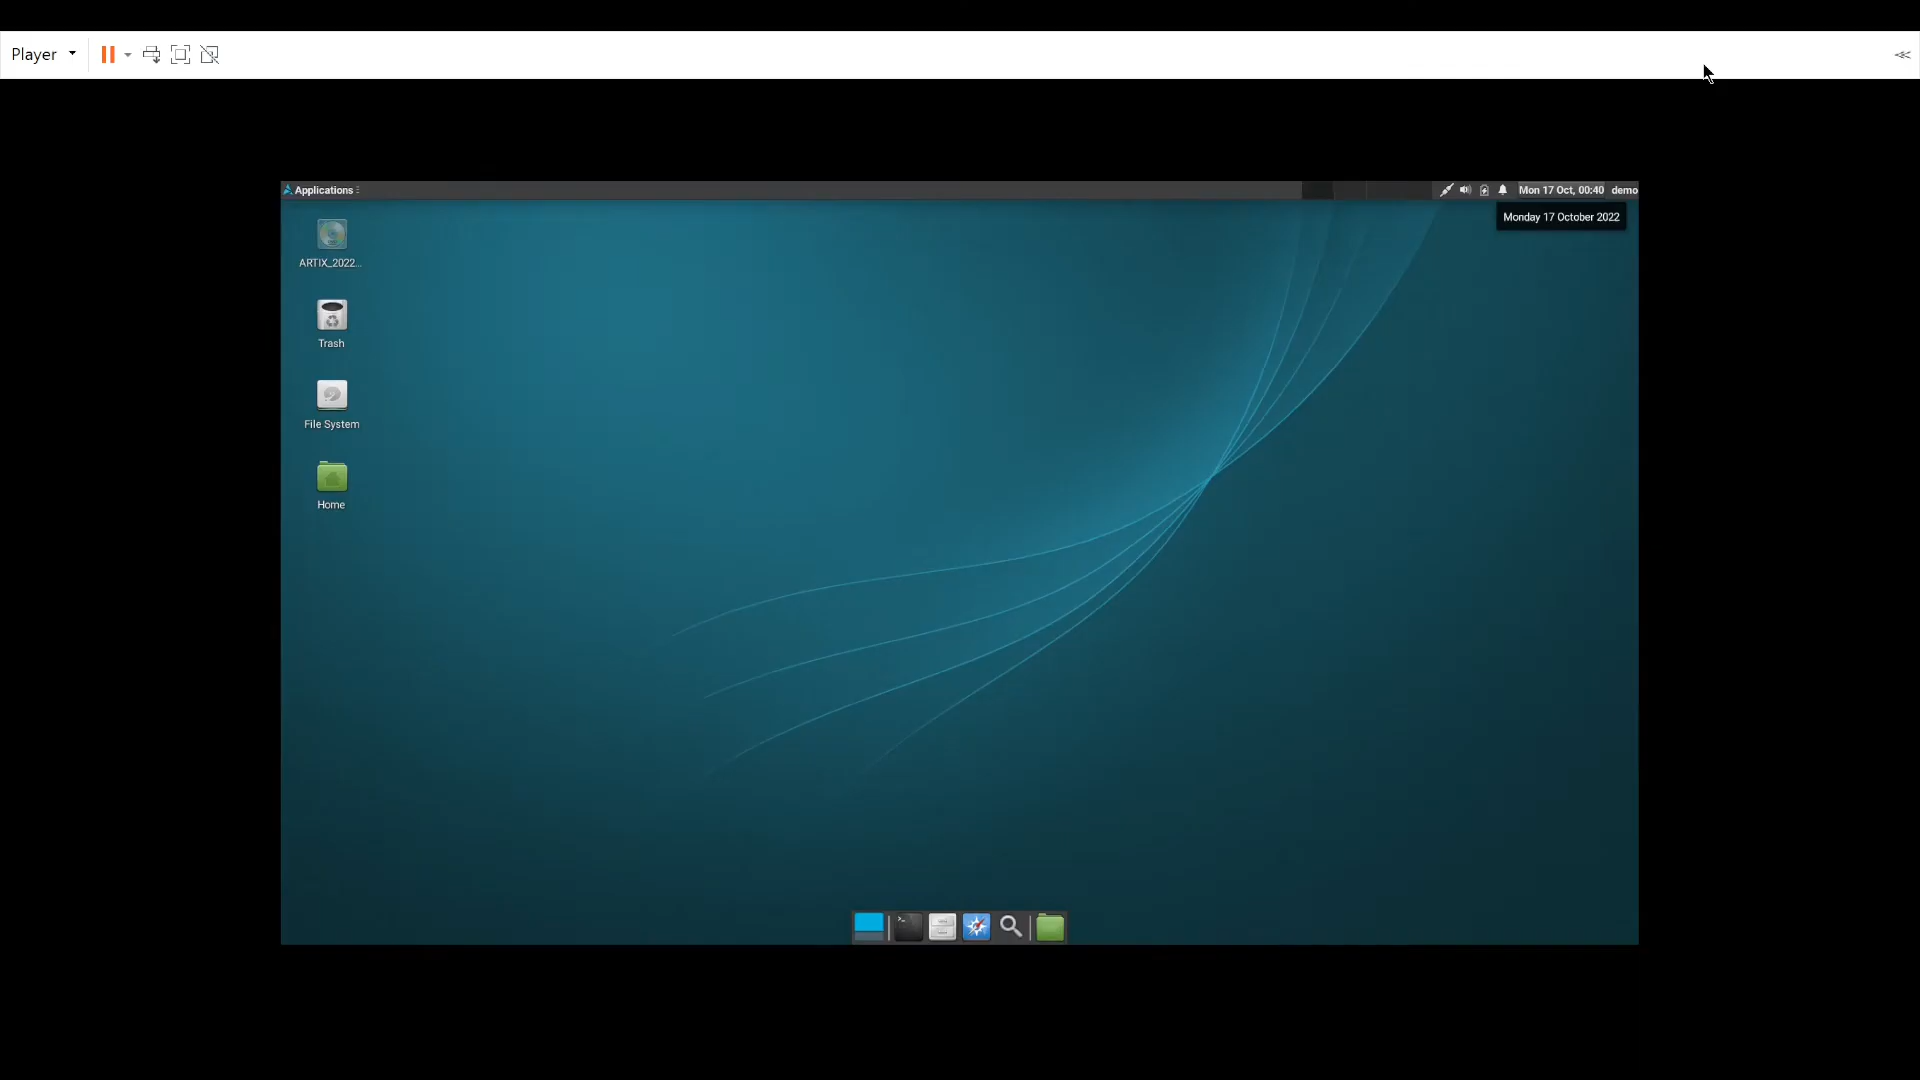 Player
Applications
Mon 17 Oct, 00:40 demo
Monday 17 October 2022
ARTIX_2022...
Trash
File System
Home